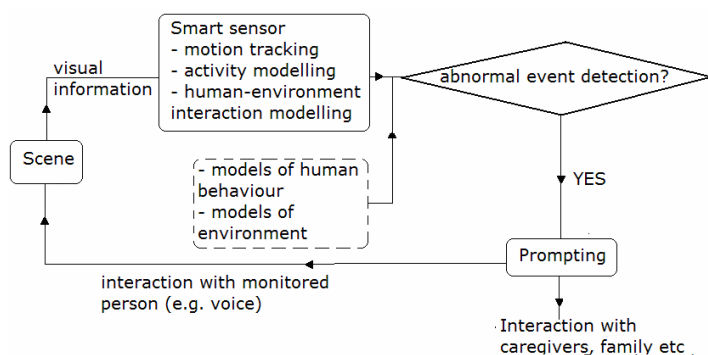 Smart sensor
- motion tracking
- activity modelling
- human-environment
interaction modelling
visual
information
abnormal event detection?
Scene
- models of human
behaviour
- models of
environment
YES
Prompting
interaction with monitored
person (e.g. voice)
Interaction with
caregivers, family etc